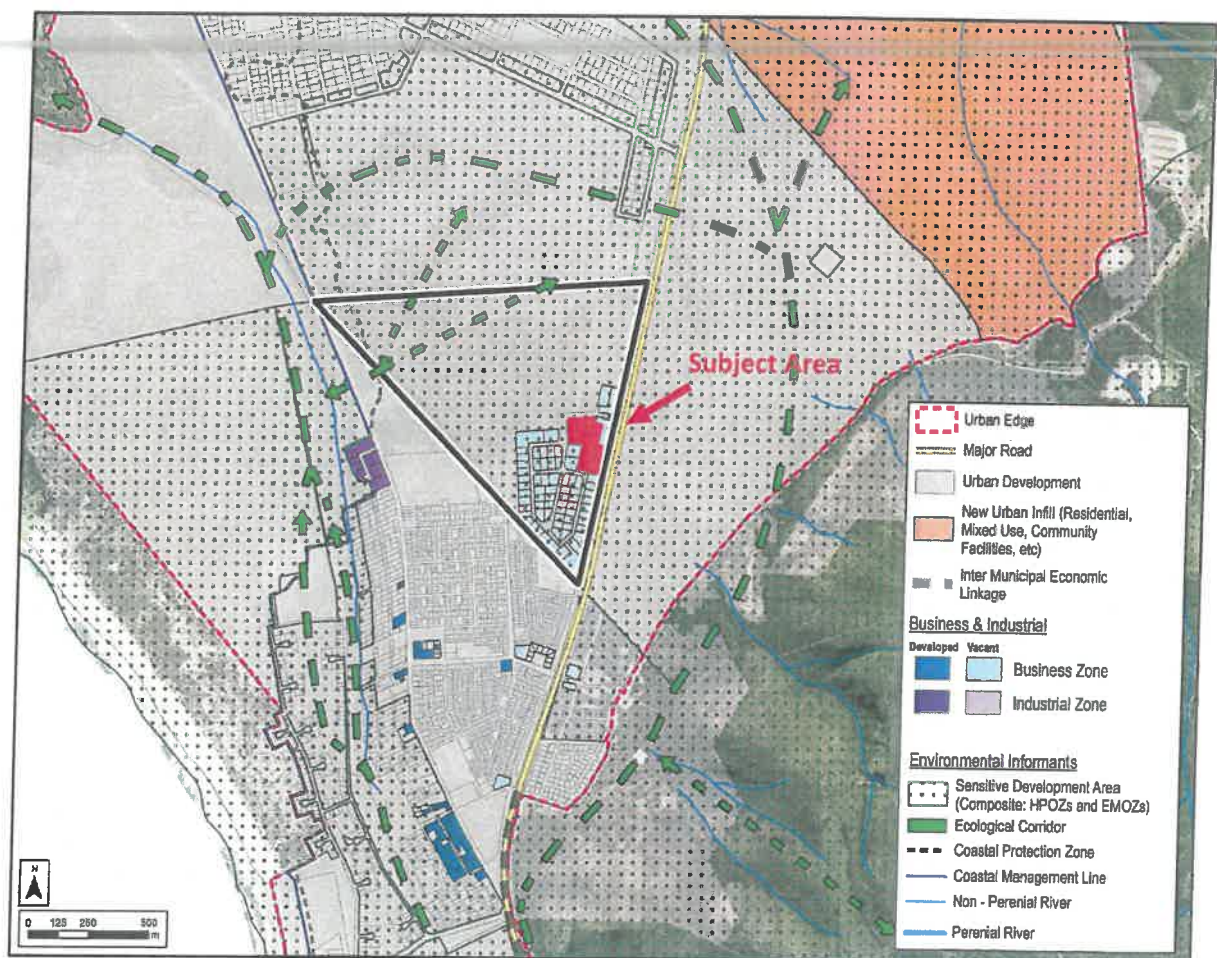 Subject Area
Urban Edge
Major Road
Urban Development
New Urban Infill (Residential,
Mixed Use, Community
Facilities, etc)
Inter Municipal Economic
Linkage
Business & Industrial
Developed Vacant
Business Zone
Industrial Zone
Environmental Informants
Sensitive Development Area
(Composite: HPOZs and EMOZs)
Ecological Corridor
Coastal Protection Zone
Coastal Management Line
Non - Perenial River
Perenial River
N
0 125 250 500
m